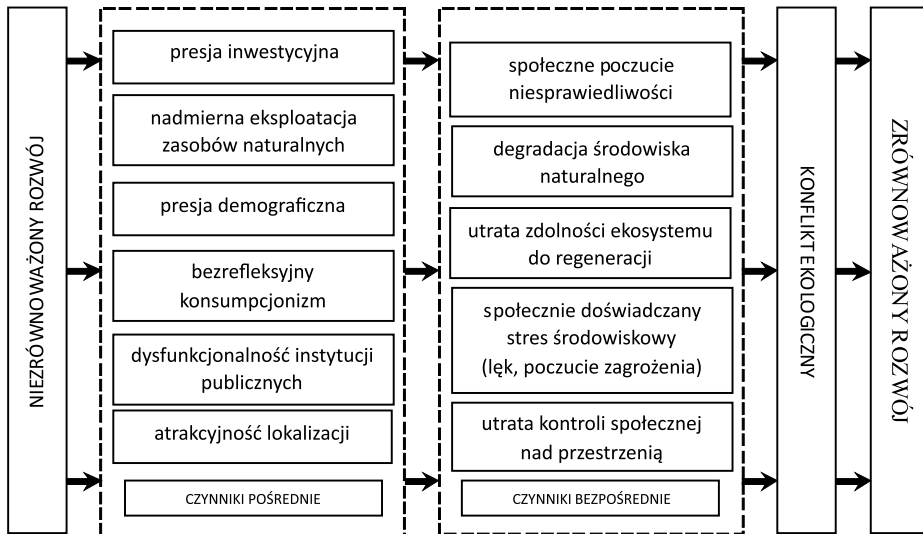 NIEZRÓWNOWAŻONY ROZWÓJ
presja inwestycyjna
nadmierna eksploatacja
zasobów naturalnych
presja demograficzna
bezrefleksyjny
konsumpcjonizm
dysfunkcjonalność instytucji
publicznych
atrakcyjność lokalizacji
CZYNNIKI POŚREDNIE
społeczne poczucie
niesprawiedliwości
degradacja środowiska
naturalnego
utrata zdolności ekosystemu
do regeneracji
społecznie doświadczany
stres środowiskowy
(lęk, poczucie zagrożenia)
utrata kontroli społecznej
nad przestrzenią
CZYNNIKI BEZPOŚREDNIE
KONFLIKT EKOLOGICZNY
ZRÓWNOWAŻONY ROZWÓJ